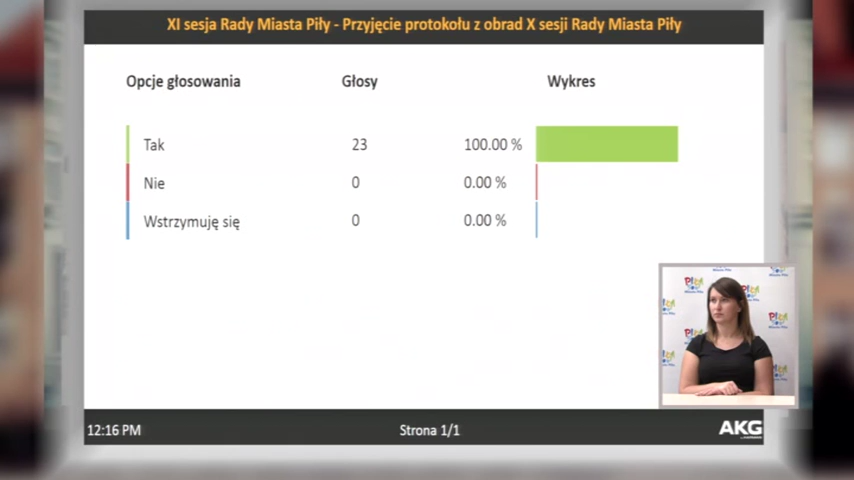 XI sesja Rady Miasta Piły - Przyjęcie protokołu z obrad X sesji Rady Miasta Piły
Opcje głosowania Głosy Wykres
Tak 23 100.00 %
Nie 0 0.00 %
Wstrzymuję się 0 0.00 %
12:16 PM Strona 1/1 AKG